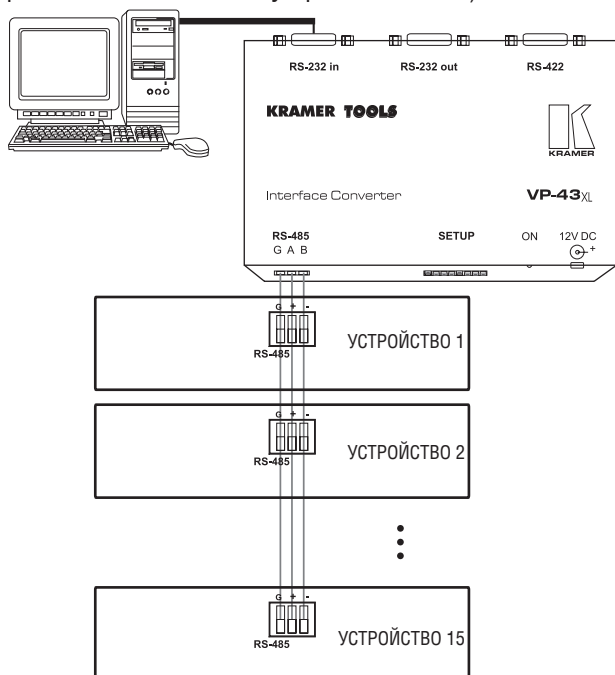 RS-232 in RS-232 out RS-422
KRAMER TOOLS
KRAMER
Interface Converter VP-43XL
RS-485 SETUP ON 12V DC
G A B +
G + -
RS-485
УСТРОЙСТВО 1
G + -
RS-485
УСТРОЙСТВО 2
G + -
RS-485
УСТРОЙСТВО 15